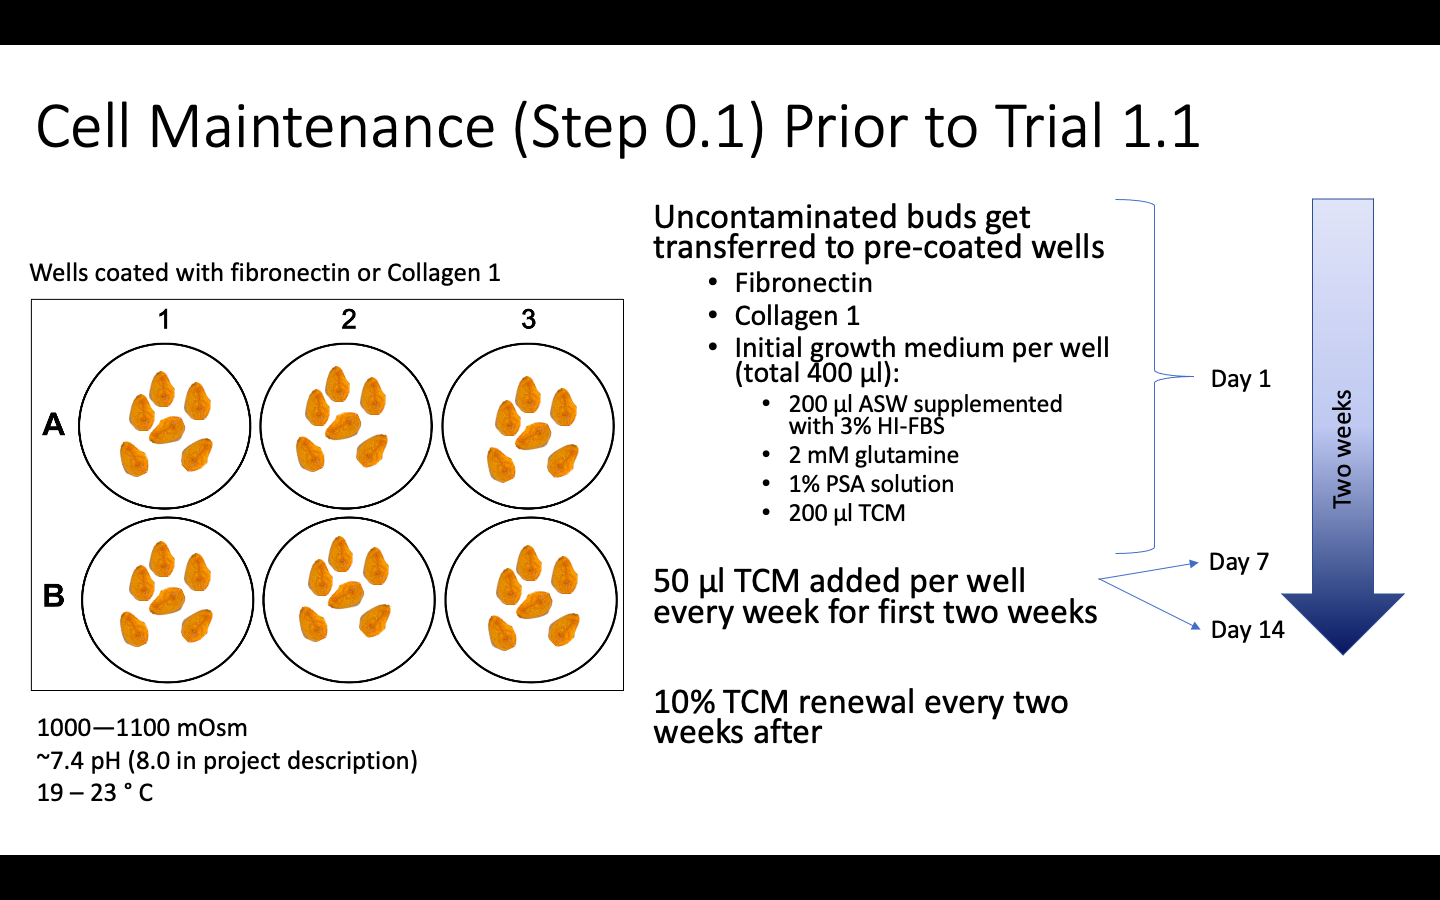 Cell Maintenance (Step 0.1) Prior to Trial 1.1
Wells coated with fibronectin or Collagen 1
1 2 3
A
B
1000—1100 mOsm
~7.4 pH (8.0 in project description)
19 – 23 ° C
Uncontaminated buds get
transferred to pre-coated wells
• Fibronectin
• Collagen 1
• Initial growth medium per well
(total 400 µl):
• 200 µl ASW supplemented
with 3% HI-FBS
• 2 mM glutamine
• 1% PSA solution
• 200 µl TCM
50 µl TCM added per well
every week for first two weeks
10% TCM renewal every two
weeks after
Day 1
Day 7
Day 14
Two weeks